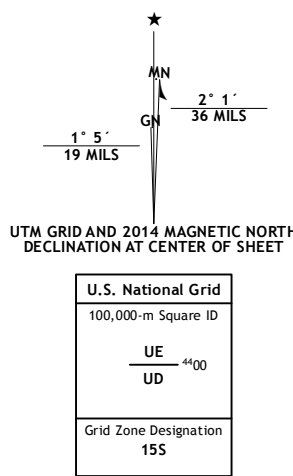 ★
MN
GN
2° 1´
36 MILS
1° 5´
19 MILS
UTM GRID AND 2014 MAGNETIC NORTH
DECLINATION AT CENTER OF SHEET
U.S. National Grid
100,000-m Square ID
UE
4400
UD
Grid Zone Designation
15S